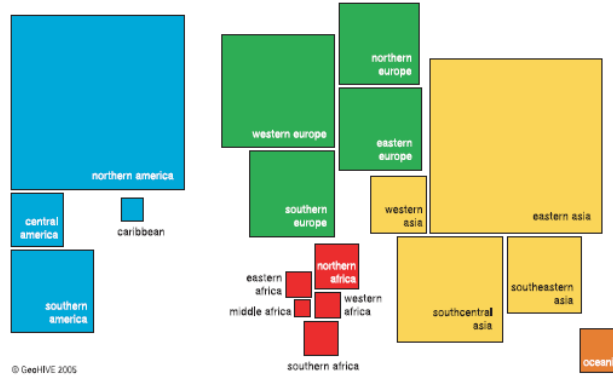 northern
europe
western europe
eastern
europe
northern america
western
asia
eastern asia
central
america
caribbean
southern
europe
southern
america
northern
africa
eastern
africa
middle africa
western
africa
southern africa
southcentral
asia
southeastern
asia
oceani
© GeoHIVE 2005